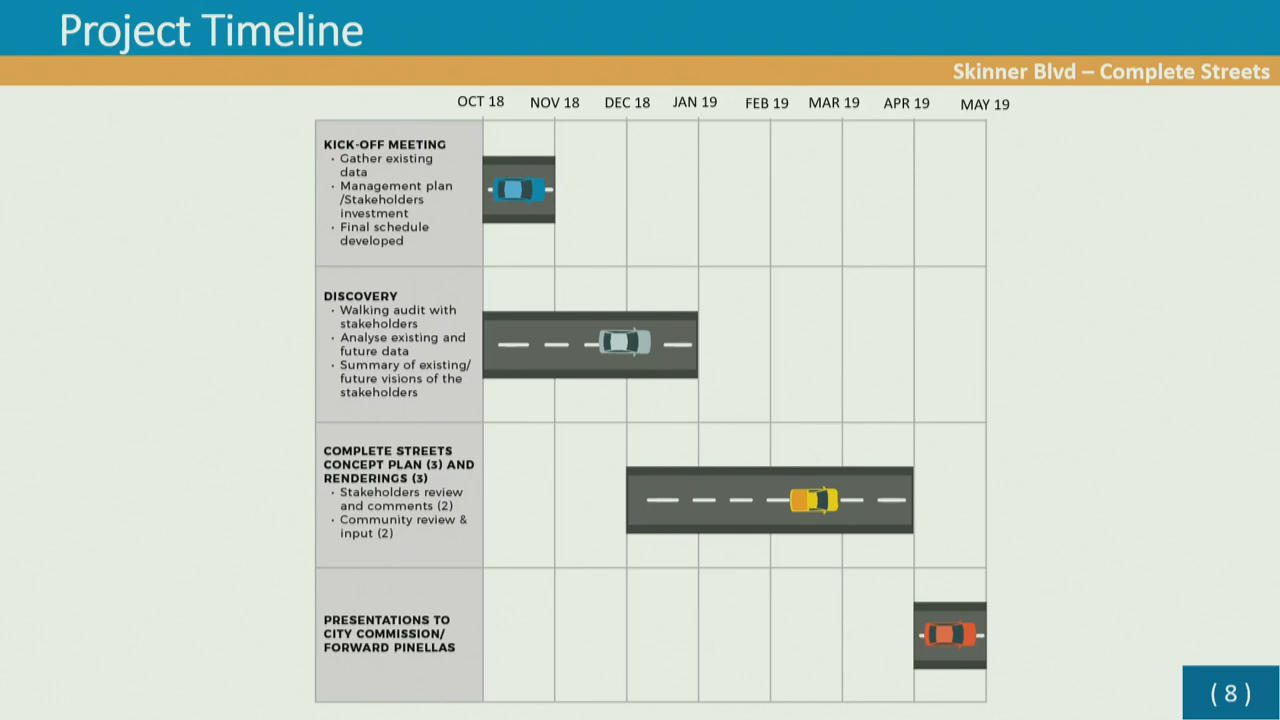 Project Timeline
Skinner Blvd – Complete Streets
OCT 18 NOV 18 DEC 18 JAN 19 FEB 19 MAR 19 APR 19 MAY 19
KICK-OFF MEETING
• Gather existing
data
• Management plan
/Stakeholders
investment
• Final schedule
developed
DISCOVERY
• Walking audit with
stakeholders
• Analyse existing and
future data
• Summary of existing/
future visions of the
stakeholders
COMPLETE STREETS
CONCEPT PLAN (3) AND
RENDERINGS (3)
• Stakeholders review
and comments (2)
• Community review &
input (2)
PRESENTATIONS TO
CITY COMMISSION/
FORWARD PINELLAS
( 8 )